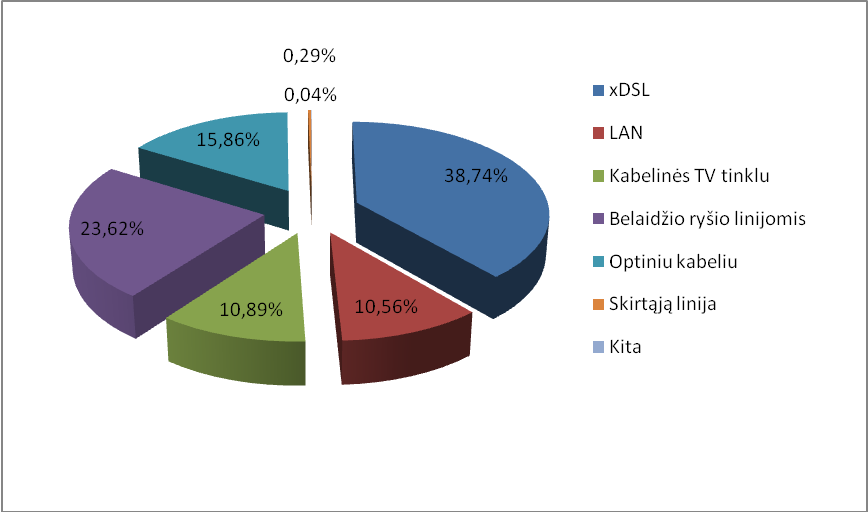 0,29%
0,04%
15,86%
38,74%
23,62%
10,89%
10,56%
xDSL
LAN
Kabelinės TV tinklu
Belaidžio ryšio linijomis
Optiniu kabeliu
Skirtąją linija
Kita